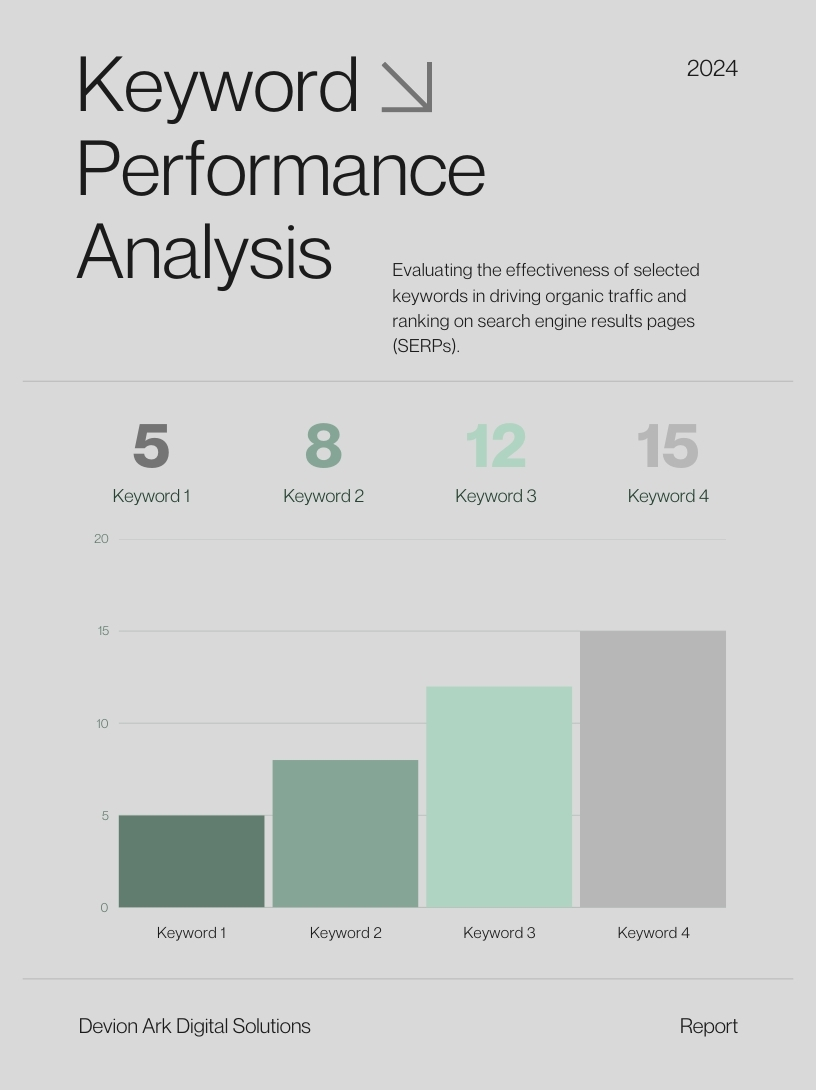 Keyword
2024
Performance
Analysis
Evaluating the effectiveness of selected
keywords in driving organic traffic and
ranking on search engine results pages
(SERPs).
5 8 12 15
Keyword 1 Keyword 2 Keyword 3 Keyword 4
20
15
10
5
0
Keyword 1 Keyword 2 Keyword 3 Keyword 4
Devion Ark Digital Solutions
Report